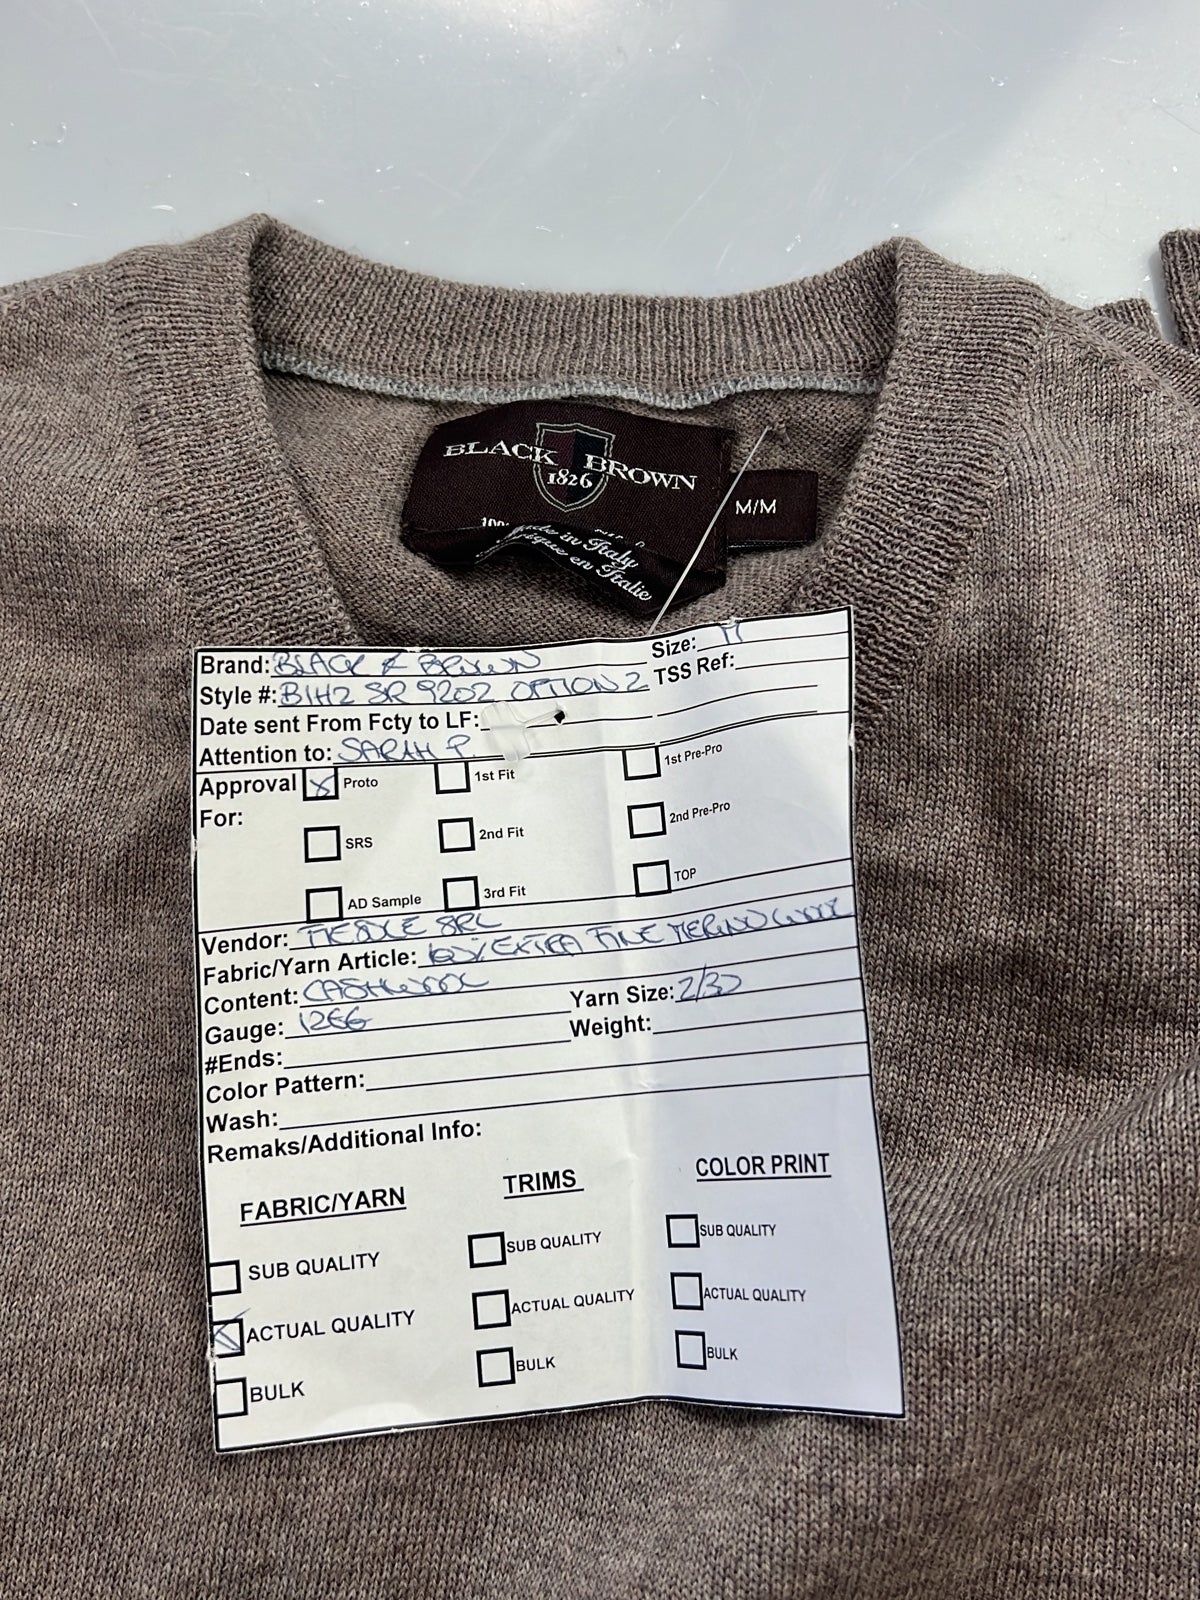 BLACK BROWN
1826
M/M
made in Italy
en Italie
Brand: BLACK & BROWN
Size: M
Style #: B1H2 SR 9202 OPTION 2
TSS Ref:
Date sent From Fcty to LF:
Attention to: SARAH P.
Approval For:
Proto
1st Fit
1st Pre-Pro
SRS
2nd Fit
2nd Pre-Pro
AD Sample
3rd Fit
TOP
Vendor: SRL
Fabric/Yarn Article: 100% EXTRA FINE MERINO WOOL
Content: CASHWOOL
Yarn Size: 2/30
Gauge: 12GG
Weight:
#Ends:
Color Pattern:
Wash:
Remaks/Additional Info:
FABRIC/YARN
TRIMS
COLOR PRINT
SUB QUALITY
SUB QUALITY
SUB QUALITY
ACTUAL QUALITY
ACTUAL QUALITY
ACTUAL QUALITY
BULK
BULK
BULK